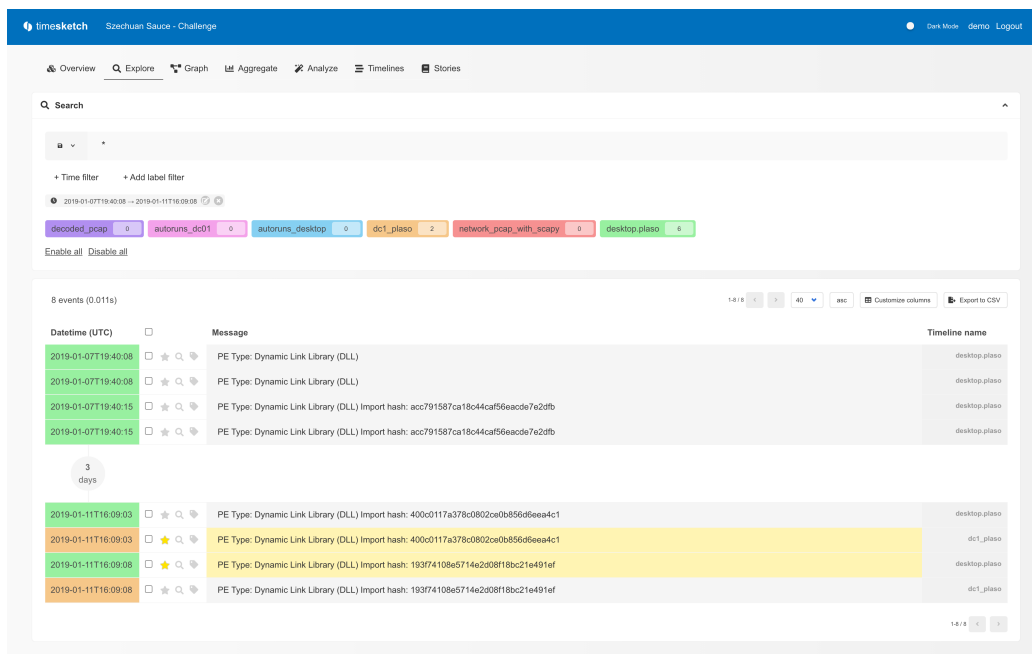 timesketch Szechuan Sauce - Challenge Dark Mode demo Logout
Overview Explore Graph Aggregate Analyze Timelines Stories
Search
*
+ Time filter + Add label filter
2019-01-07T19:40:08 → 2019-01-11T16:09:08
decoded_pcap 0 autoruns_dc01 0 autoruns_desktop 0 dc1_plaso 2 network_pcap_with_scapy 0 desktop.plaso 6
Enable all Disable all
8 events (0.011s) 1-8 / 8 40 asc Customize columns Export to CSV
Datetime (UTC) Message Timeline name
2019-01-07T19:40:08 PE Type: Dynamic Link Library (DLL) desktop.plaso
2019-01-07T19:40:08 PE Type: Dynamic Link Library (DLL) desktop.plaso
2019-01-07T19:40:15 PE Type: Dynamic Link Library (DLL) Import hash: acc791587ca18c44caf56eacde7e2dfb desktop.plaso
2019-01-07T19:40:15 PE Type: Dynamic Link Library (DLL) Import hash: acc791587ca18c44caf56eacde7e2dfb desktop.plaso
3
days
2019-01-11T16:09:03 PE Type: Dynamic Link Library (DLL) Import hash: 400c0117a378c0802ce0b856d6eea4c1 desktop.plaso
2019-01-11T16:09:03 PE Type: Dynamic Link Library (DLL) Import hash: 400c0117a378c0802ce0b856d6eea4c1 dc1_plaso
2019-01-11T16:09:08 PE Type: Dynamic Link Library (DLL) Import hash: 193f74108e5714e2d08f18bc21e491ef desktop.plaso
2019-01-11T16:09:08 PE Type: Dynamic Link Library (DLL) Import hash: 193f74108e5714e2d08f18bc21e491ef dc1_plaso
1-8 / 8